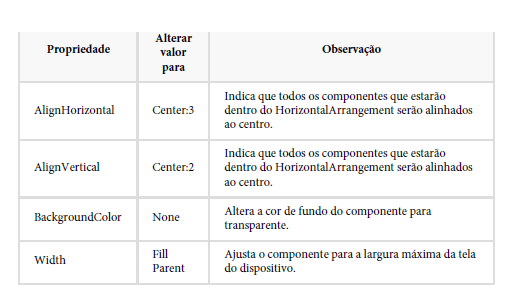 Propriedade
Alterar
valor
para
Observação
AlignHorizontal
Center:3
Indica que todos os componentes que estarão
dentro do HorizontalArrangement serão alinhados
ao centro.
AlignVertical
Center:2
Indica que todos os componentes que estarão
dentro do HorizontalArrangement serão alinhados
ao centro.
BackgroundColor
None
Altera a cor de fundo do componente para
transparente.
Width
Fill
Parent
Ajusta o componente para a largura máxima da tela
do dispositivo.